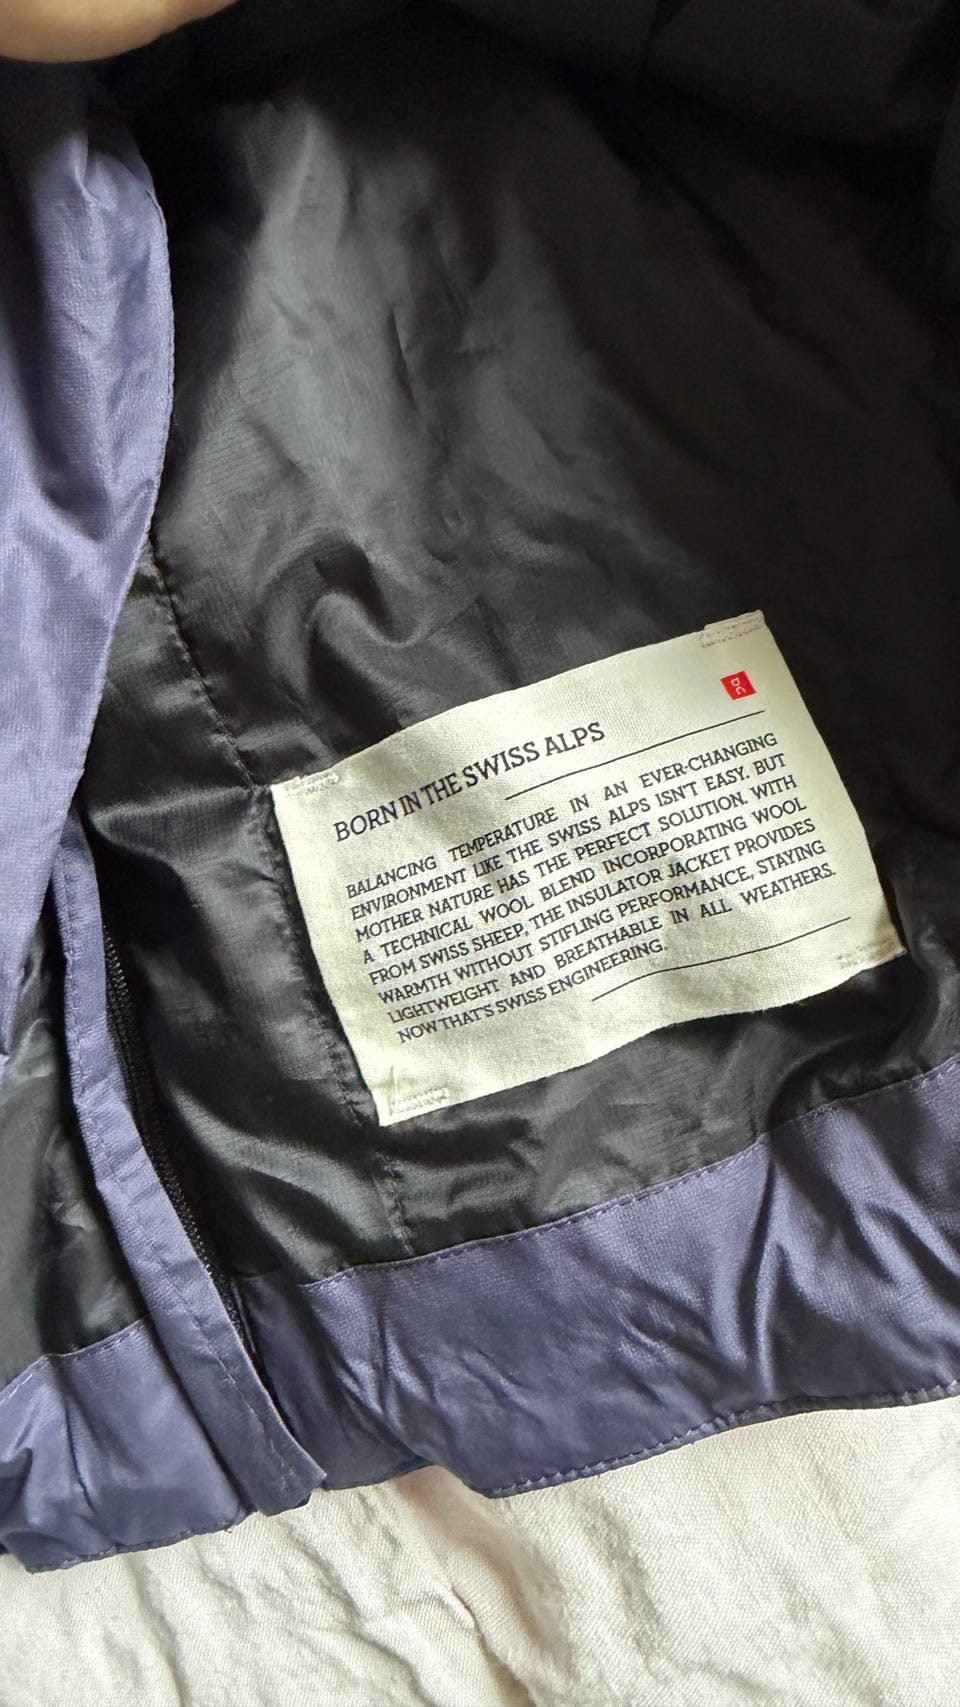 BORN IN THE SWISS ALPS
BALANCING TEMPERATURE IN AN EVER-CHANGING
ENVIRONMENT LIKE THE SWISS ALPS ISN'T EASY. BUT
MOTHER NATURE HAS THE PERFECT SOLUTION. WITH
A TECHNICAL WOOL BLEND INCORPORATING WOOL
FROM SWISS SHEEP, THE INSULATOR JACKET PROVIDES
WARMTH WITHOUT STIFLING PERFORMANCE, STAYING
LIGHTWEIGHT AND BREATHABLE IN ALL WEATHERS.
NOW THAT'S SWISS ENGINEERING.